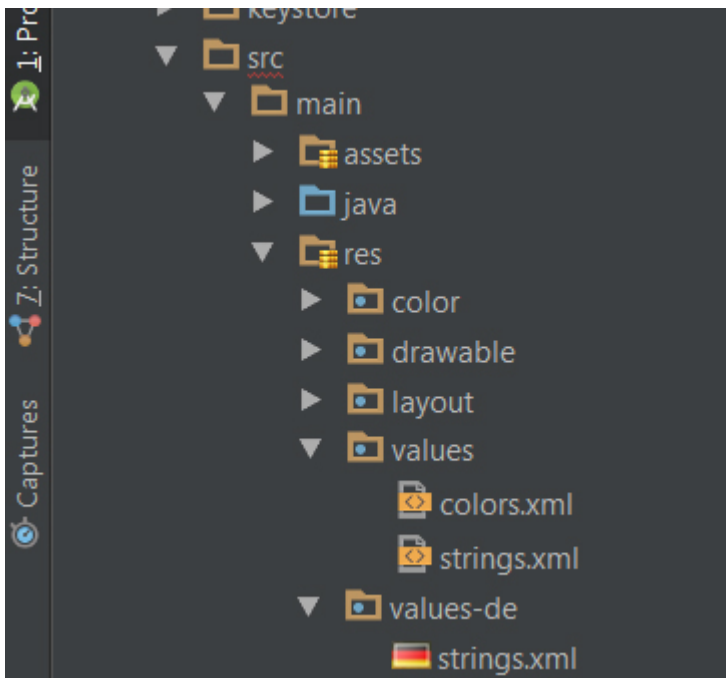 keystore
src
main
assets
java
res
color
drawable
layout
values
colors.xml
strings.xml
values-de
strings.xml
1: Pro
7: Structure
Captures